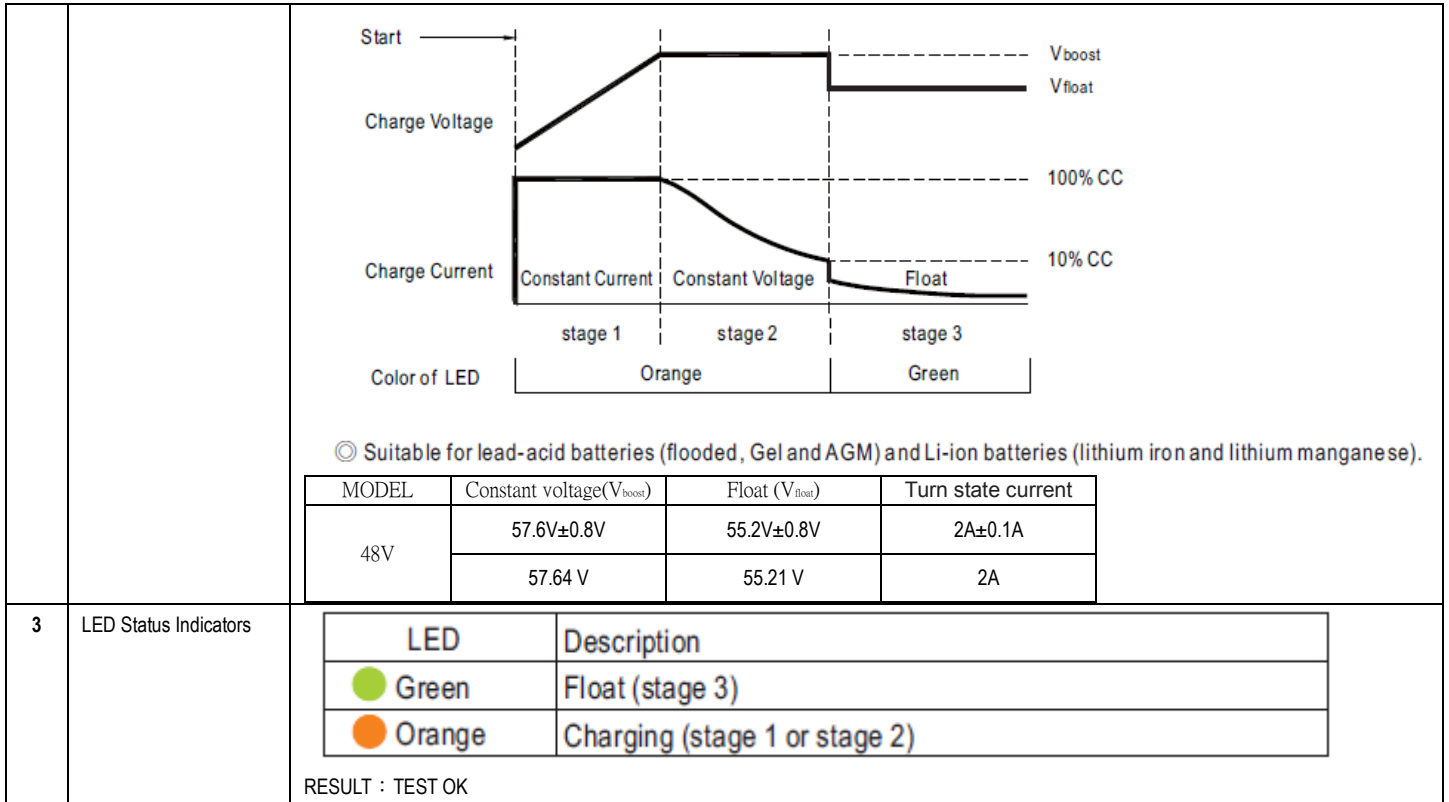 Start
Vboost
Vfloat
Charge Voltage
100% CC
Charge Current
Constant Current
Constant Voltage
Float
10% CC
stage 1
stage 2
stage 3
Color of LED
Orange
Green
◎ Suitable for lead-acid batteries (flooded, Gel and AGM) and Li-ion batteries (lithium iron and lithium manganese).
MODEL Constant voltage(Vboost) Float (Vfloat) Turn state current
48V
57.6V±0.8V 55.2V±0.8V 2A±0.1A
57.64 V 55.21 V 2A
3 LED Status Indicators
LED Description
Green Float (stage 3)
Orange Charging (stage 1 or stage 2)
RESULT：TEST OK